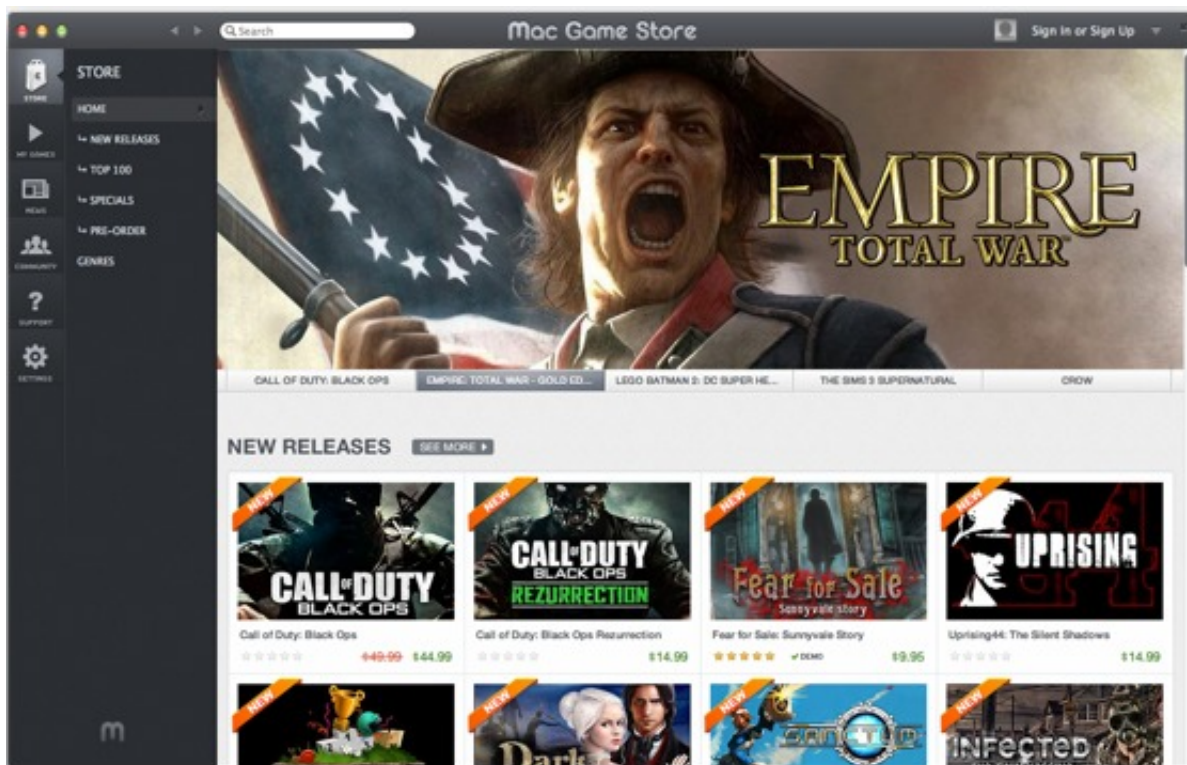 Search
Mac Game Store
Sign In or Sign Up
STORE
MY GAMES
NEWS
COMMUNITY
SUPPORT
SETTINGS
STORE
HOME
NEW RELEASES
TOP 100
SPECIALS
PRE-ORDER
GENRES
EMPIRE
TOTAL WAR
CALL OF DUTY: BLACK OPS
EMPIRE: TOTAL WAR - GOLD ED...
LEGO BATMAN 2: DC SUPER HE...
THE SIMS 3 SUPERNATURAL
CROW
NEW RELEASES
SEE MORE
NEW
CALL OF DUTY
BLACK OPS
Call of Duty: Black Ops
$49.99 $44.99
NEW
CALL OF DUTY
BLACK OPS
REZURRECTION
Call of Duty: Black Ops Rezurrection
$14.99
NEW
Fear for Sale
Sunnyvale story
Fear for Sale: Sunnyvale Story
DEMO
$9.95
NEW
UPRISING
44
Uprising44: The Silent Shadows
$14.99
NEW
NEW
Dark
NEW
SANCTUM
NEW
INFECTED
m